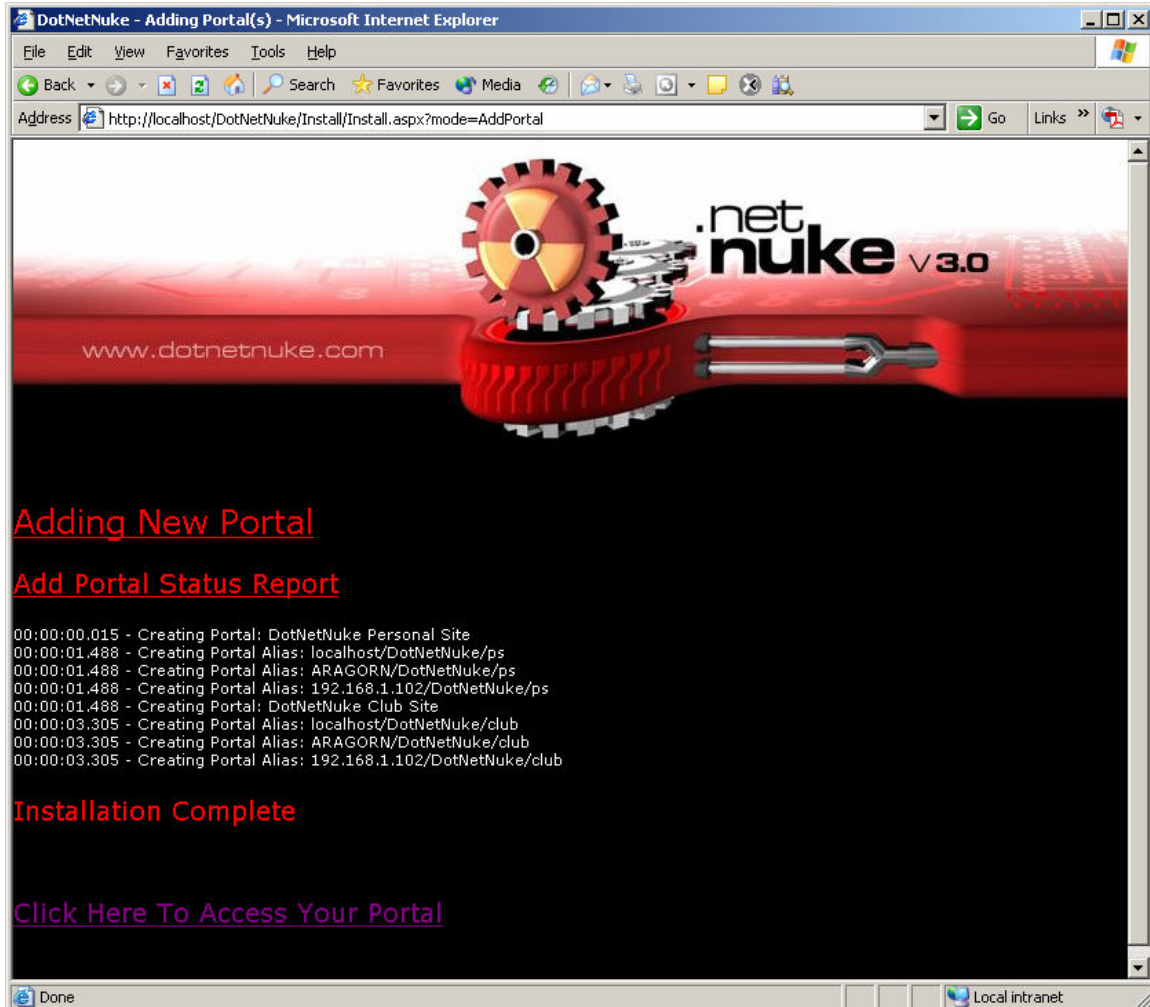 DotNetNuke - Adding Portal(s) - Microsoft Internet Explorer
File Edit View Favorites Tools Help
Back Search Favorites Media
Address http://localhost/DotNetNuke/Install/Install.aspx?mode=AddPortal Go Links »
.net
nuke v 3.0
www.dotnetnuke.com
Adding New Portal
Add Portal Status Report
00:00:00.015 - Creating Portal: DotNetNuke Personal Site
00:00:01.488 - Creating Portal Alias: localhost/DotNetNuke/ps
00:00:01.488 - Creating Portal Alias: ARAGORN/DotNetNuke/ps
00:00:01.488 - Creating Portal Alias: 192.168.1.102/DotNetNuke/ps
00:00:01.488 - Creating Portal: DotNetNuke Club Site
00:00:03.305 - Creating Portal Alias: localhost/DotNetNuke/club
00:00:03.305 - Creating Portal Alias: ARAGORN/DotNetNuke/club
00:00:03.305 - Creating Portal Alias: 192.168.1.102/DotNetNuke/club
Installation Complete
Click Here To Access Your Portal
Done Local intranet